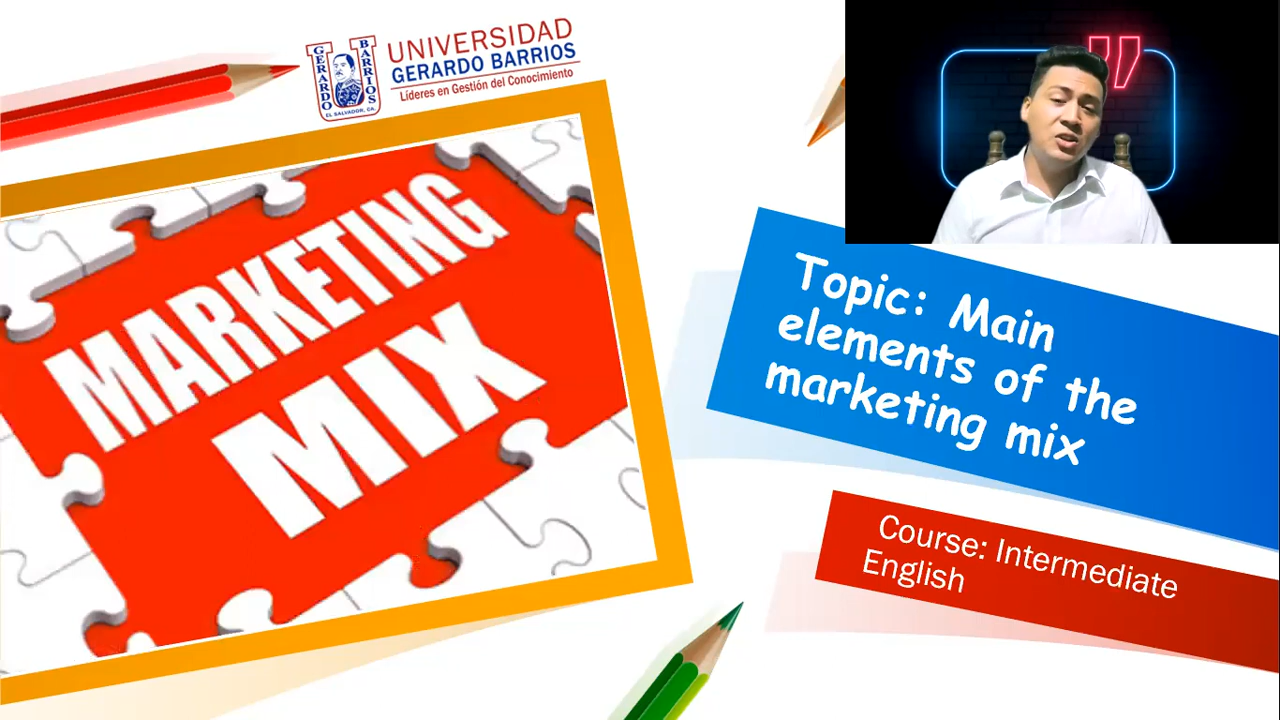 GERARDO
BARRIOS
EL SALVADOR, C.A.
UNIVERSIDAD
GERARDO BARRIOS
Líderes en Gestión del Conocimiento
MARKETING
MIX
Topic: Main
elements of the
marketing mix
Course: Intermediate
English